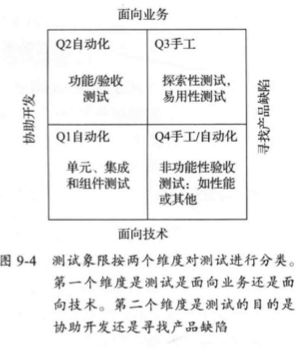 面向业务
Q2自动化
功能/验收
测试
Q3手工
探索性测试，
易用性测试
协助开发
寻找产品缺陷
Q1自动化
单元、集成
和组件测试
Q4手工/自动化
非功能性验收
测试：如性能
或其他
面向技术
图 9-4 测试象限按两个维度对测试进行分类。
第一个维度是测试是面向业务还是面
向技术。第二个维度是测试的目的是
协助开发还是寻找产品缺陷